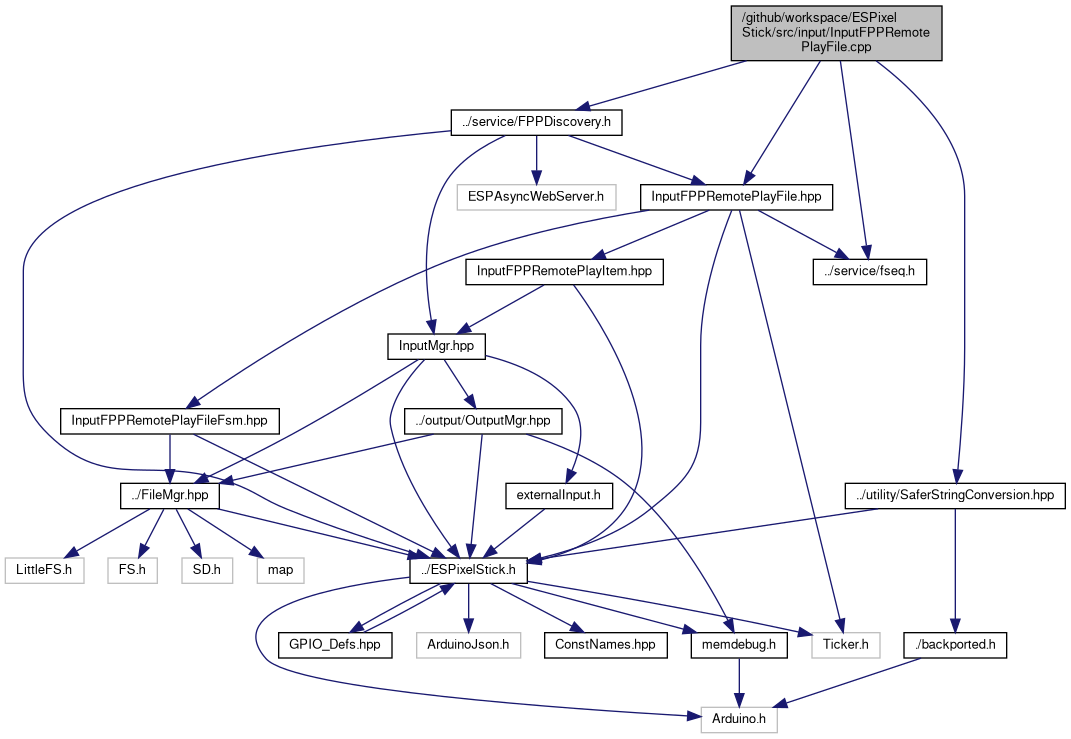 /github/workspace/ESPixel
Stick/src/input/InputFPPRemote
PlayFile.cpp
../service/FPPDiscovery.h
ESPAsyncWebServer.h
InputFPPRemotePlayFile.hpp
InputFPPRemotePlayItem.hpp
../service/fseq.h
InputMgr.hpp
InputFPPRemotePlayFileFsm.hpp
../output/OutputMgr.hpp
../FileMgr.hpp
externalInput.h
../utility/SaferStringConversion.hpp
LittleFS.h
FS.h
SD.h
map
../ESPixelStick.h
GPIO_Defs.hpp
ArduinoJson.h
ConstNames.hpp
memdebug.h
Ticker.h
./backported.h
Arduino.h